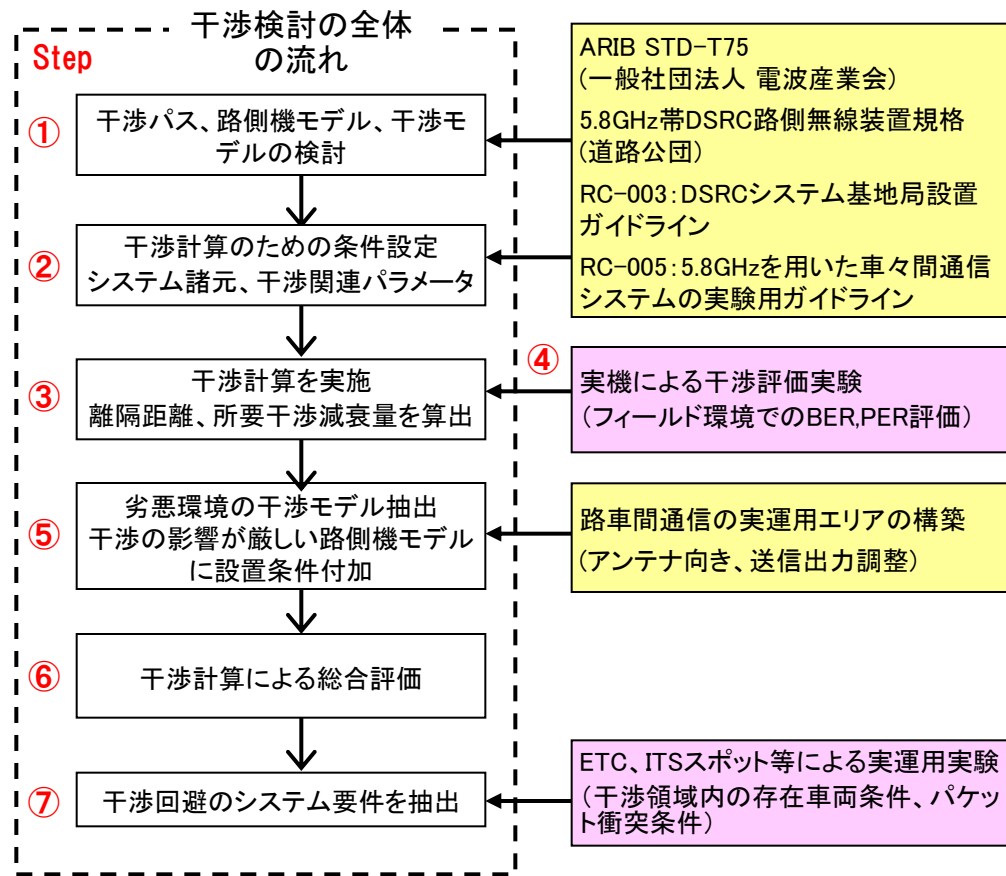 干渉検討の全体
の流れ
Step
①
干渉パス、路側機モデル、干渉モ
デルの検討
ARIB STD-T75
(一般社団法人 電波産業会)
5.8GHz帯DSRC路側無線装置規格
(道路公団)
RC-003:DSRCシステム基地局設置
ガイドライン
RC-005:5.8GHzを用いた車々間通信
システムの実験用ガイドライン
②
干渉計算のための条件設定
システム諸元、干渉関連パラメータ
③
干渉計算を実施
離隔距離、所要干渉減衰量を算出
④
実機による干渉評価実験
(フィールド環境でのBER,PER評価)
⑤
劣悪環境の干渉モデル抽出
干渉の影響が厳しい路側機モデル
に設置条件付加
路車間通信の実運用エリアの構築
(アンテナ向き、送信出力調整)
⑥
干渉計算による総合評価
⑦
干渉回避のシステム要件を抽出
ETC、ITSスポット等による実運用実験
(干渉領域内の存在車両条件、パケッ
ト衝突条件)